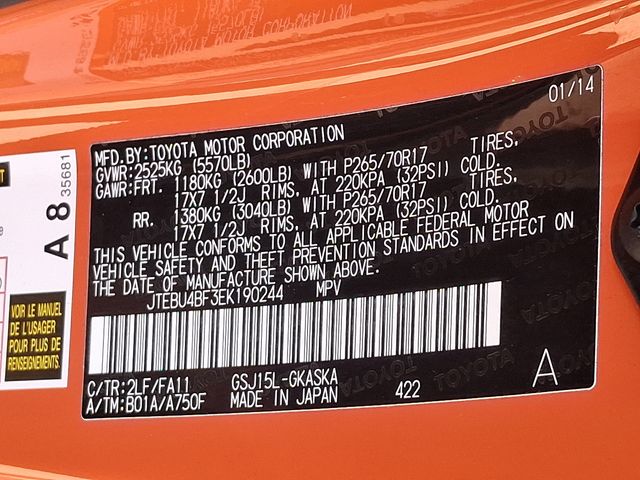 01/14
MFD.BY:TOYOTA MOTOR CORPORATION
GVWR:2525KG (5570LB)
GAWR:FRT. 1180KG (2600LB) WITH P265/70R17 TIRES,
17X7 1/2J RIMS, AT 220KPA (32PSI) COLD.
RR. 1380KG (3040LB) WITH P265/70R17 TIRES,
17X7 1/2J RIMS, AT 220KPA (32PSI) COLD.
THIS VEHICLE CONFORMS TO ALL APPLICABLE FEDERAL MOTOR
VEHICLE SAFETY AND THEFT PREVENTION STANDARDS IN EFFECT ON
THE DATE OF MANUFACTURE SHOWN ABOVE.
JTEBU4BF3EK190244 MPV
C/TR:2LF/FA11 GSJ15L-GKASKA
A/TM:B01A/A750F MADE IN JAPAN 422
A
A 8 35681
VOIR LE MANUEL
DE L'USAGER
POUR PLUS DE
RENSEIGNEMENTS.